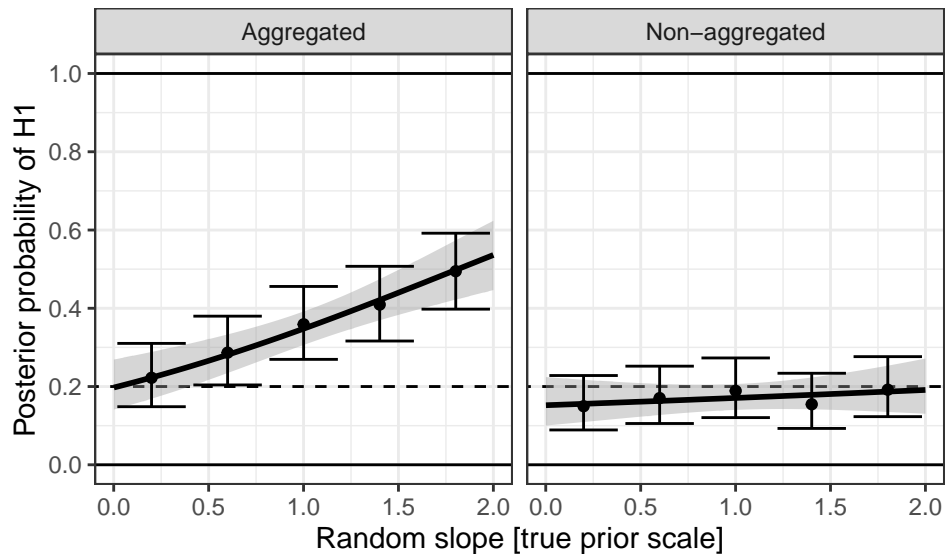 Aggregated
Non−aggregated
Posterior probability of H1
1.0
0.8
0.6
0.4
0.2
0.0
0.0 0.5 1.0 1.5 2.0
0.0 0.5 1.0 1.5 2.0
Random slope [true prior scale]